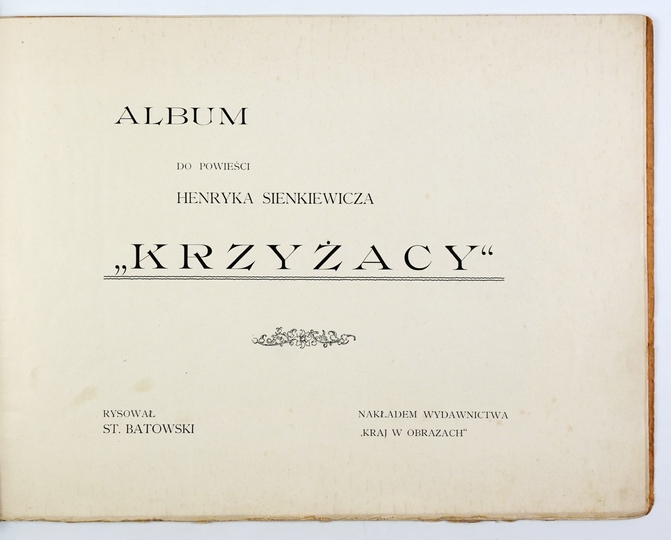 ALBUM
DO POWIEŚCI
HENRYKA SIENKIEWICZA
„KRZYŻACY“
RYSOWAŁ
ST. BATOWSKI
NAKŁADEM WYDAWNICTWA
„KRAJ W OBRAZACH“